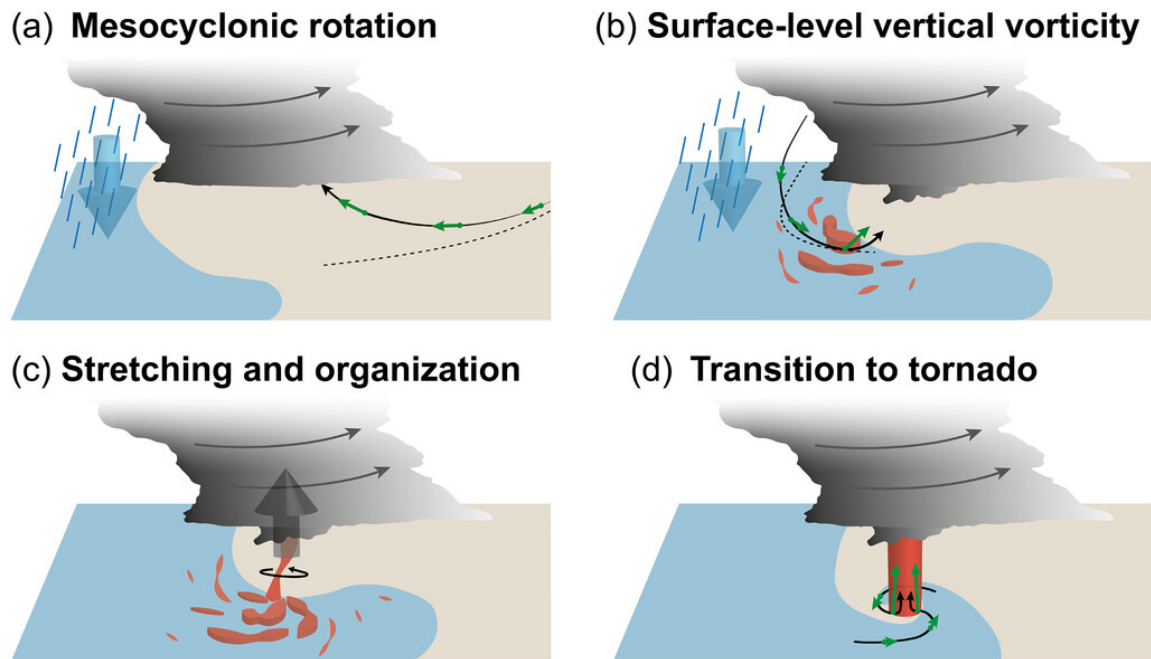 (a) Mesocyclonic rotation
(b) Surface-level vertical vorticity
(c) Stretching and organization
(d) Transition to tornado